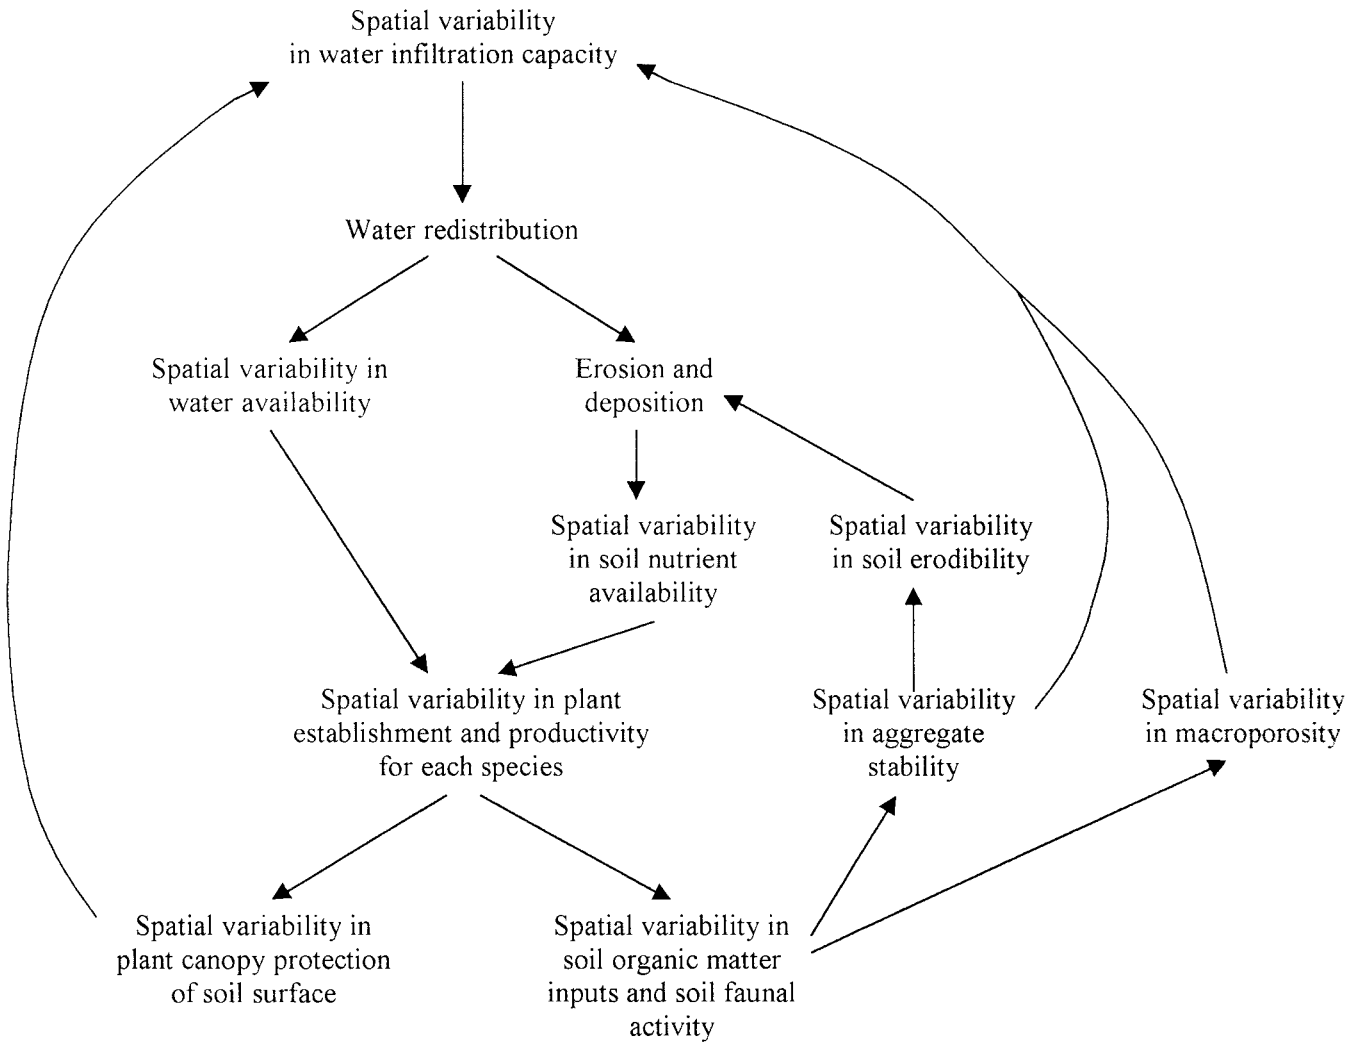 Spatial variability
in water infiltration capacity
Water redistribution
Spatial variability in
water availability
Erosion and
deposition
Spatial variability
in soil nutrient
availability
Spatial variability
in soil erodibility
Spatial variability in plant
establishment and productivity
for each species
Spatial variability
in aggregate
stability
Spatial variability
in macroporosity
Spatial variability in
plant canopy protection
of soil surface
Spatial variability in
soil organic matter
inputs and soil faunal
activity